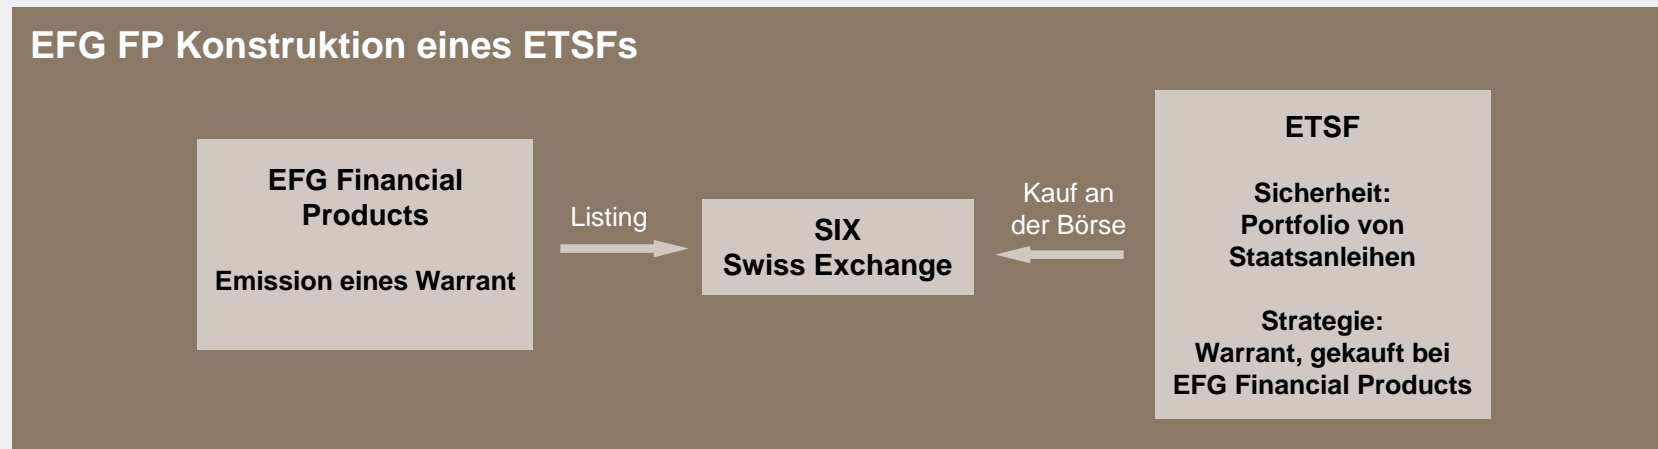 EFG FP Konstruktion eines ETSFs
EFG Financial
Products
Emission eines Warrant
Listing
SIX
Swiss Exchange
Kauf an
der Börse
ETSF
Sicherheit:
Portfolio von
Staatsanleihen
Strategie:
Warrant, gekauft bei
EFG Financial Products